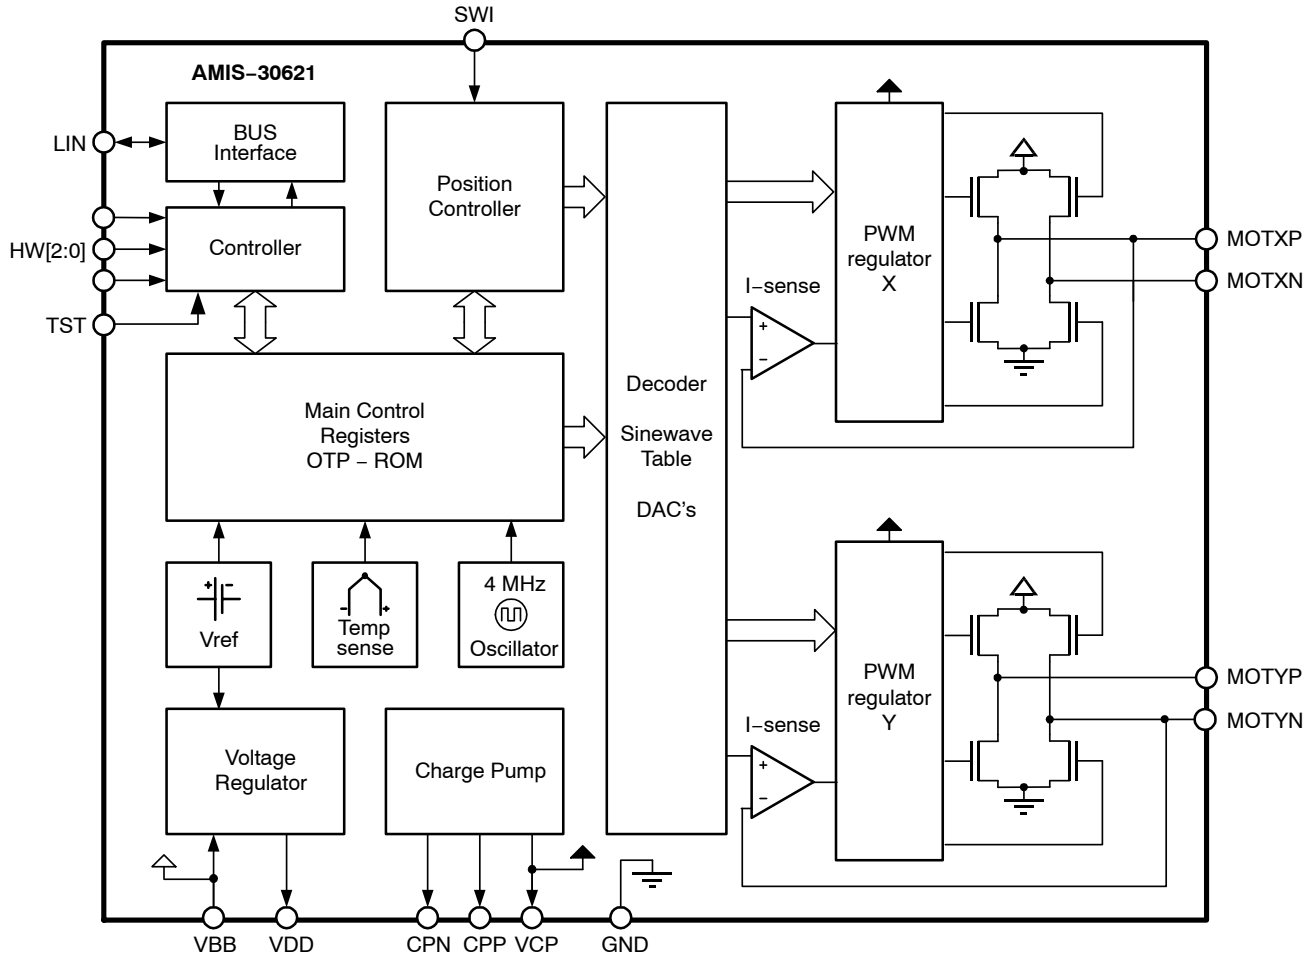 SWI
AMIS−30621
LIN
BUS
Interface
Position
Controller
HW[2:0]
Controller
TST
PWM
regulator
X
MOTXP
MOTXN
I−sense
+
−
Main Control
Registers
OTP − ROM
Decoder
Sinewave
Table
DAC's
+ −
Vref
− +
Temp
sense
4 MHz
Oscillator
PWM
regulator
Y
MOTYP
MOTYN
I−sense
+
−
Voltage
Regulator
Charge Pump
VBB
VDD
CPN
CPP
VCP
GND